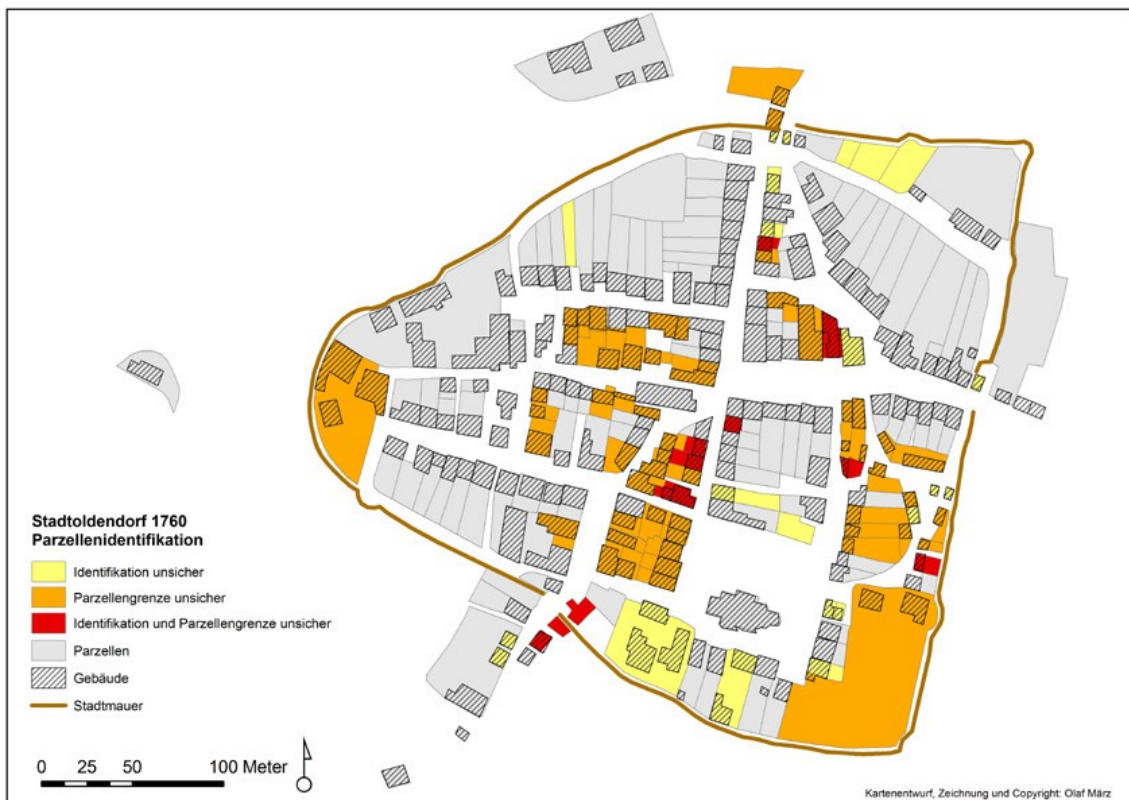 Stadtoldendorf 1760
Parzellenidentifikation
Identifikation unsicher
Parzellengrenze unsicher
Identifikation und Parzellengrenze unsicher
Parzellen
Gebäude
Stadtmauer
0 25 50 100 Meter
Kartenentwurf, Zeichnung und Copyright: Olaf März